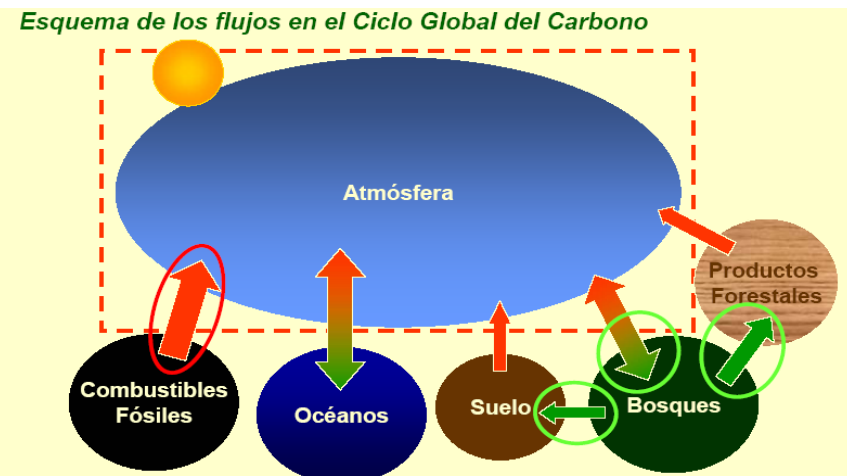 Esquema de los flujos en el Ciclo Global del Carbono
Atmósfera
Productos
Forestales
Combustibles
Fósiles
Océanos
Suelo
Bosques